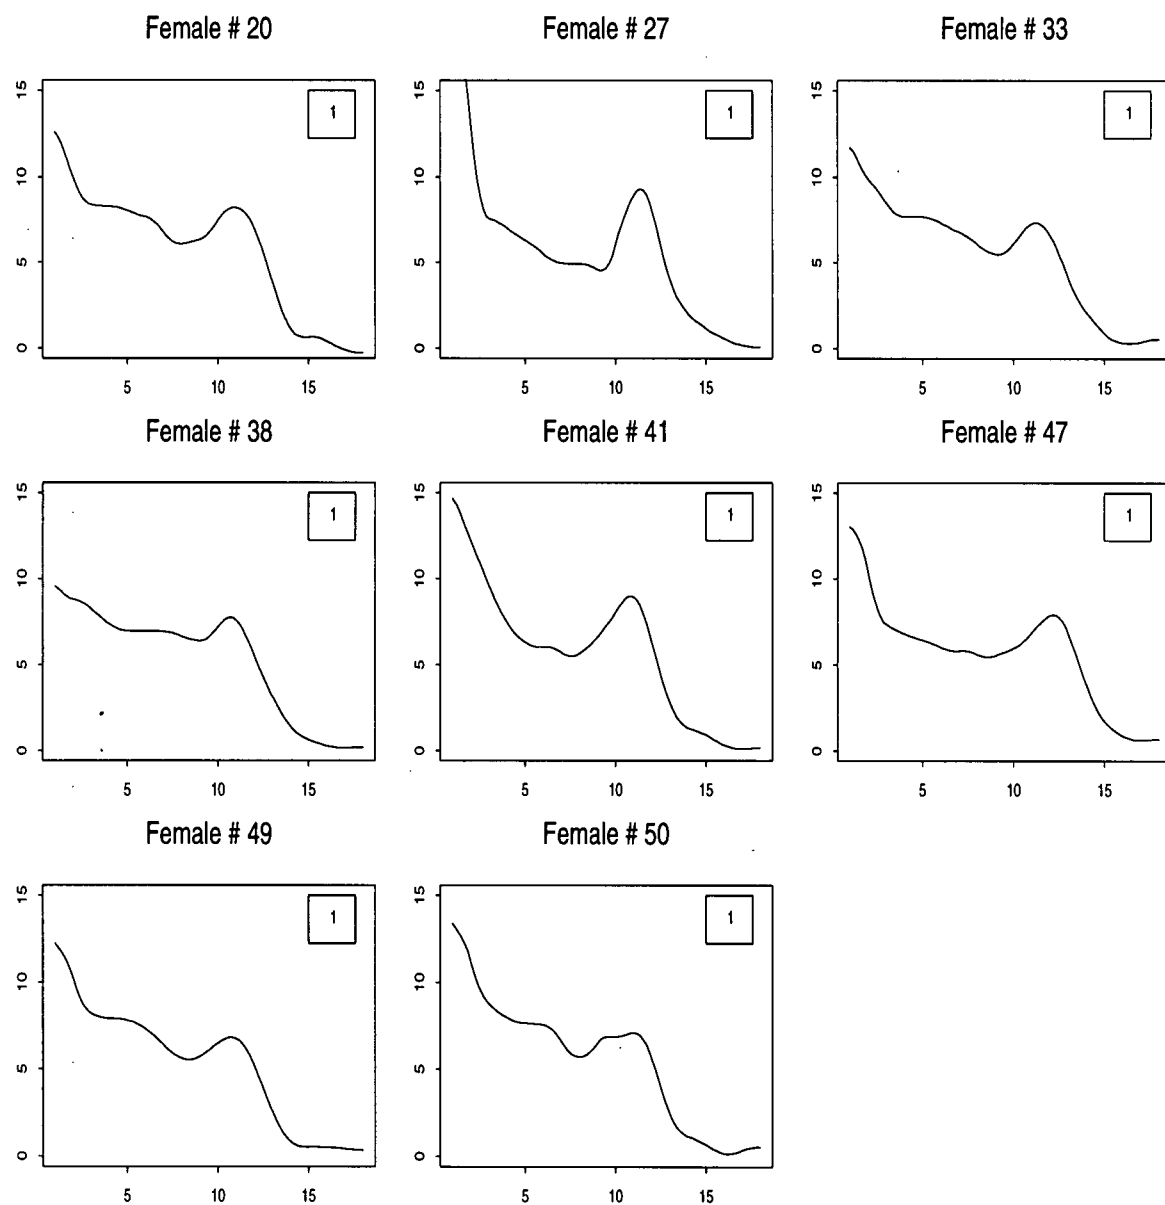 Female # 20 Female # 27 Female # 33
15 1 15 1 15 1
10 10 10
5 5 5
0 0 0
5 10 15 5 10 15 5 10 15
Female # 38 Female # 41 Female # 47
15 1 15 1 15 1
10 10 10
5 5 5
0 0 0
5 10 15 5 10 15 5 10 15
Female # 49 Female # 50
15 1 15 1
10 10
5 5
0 0
5 10 15 5 10 15